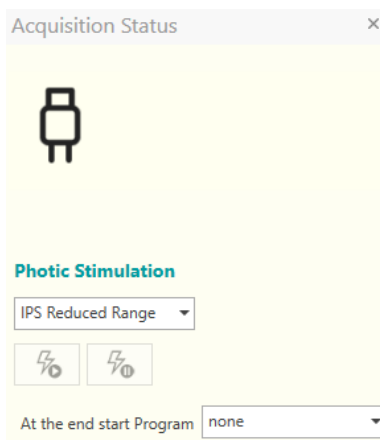 Acquisition Status
Photic Stimulation
IPS Reduced Range
At the end start Program none